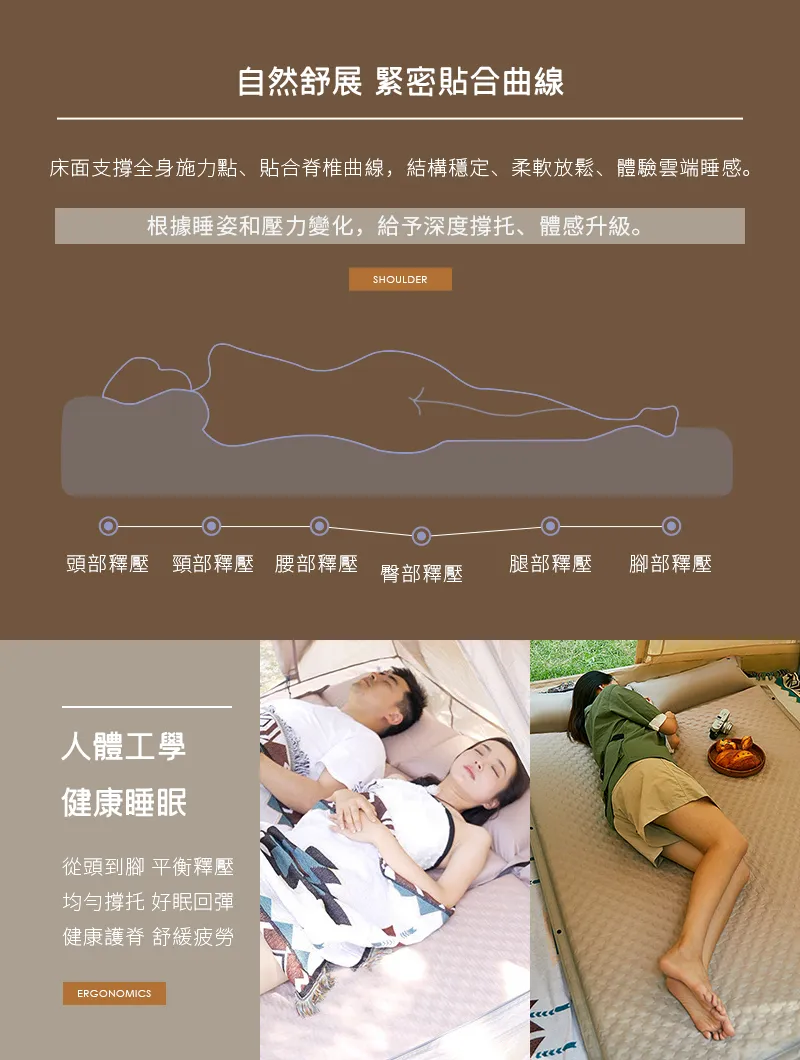 自然舒展 緊密貼合曲線
床面支撐全身施力點、貼合脊椎曲線，結構穩定、柔軟放鬆、體驗雲端睡感。
根據睡姿和壓力變化，給予深度撐托、體感升級。
SHOULDER
頭部釋壓 頸部釋壓 腰部釋壓 臀部釋壓 腿部釋壓 腳部釋壓
人體工學
健康睡眠
從頭到腳 平衡釋壓
均勻撐托 好眠回彈
健康護脊 舒緩疲勞
ERGONOMICS